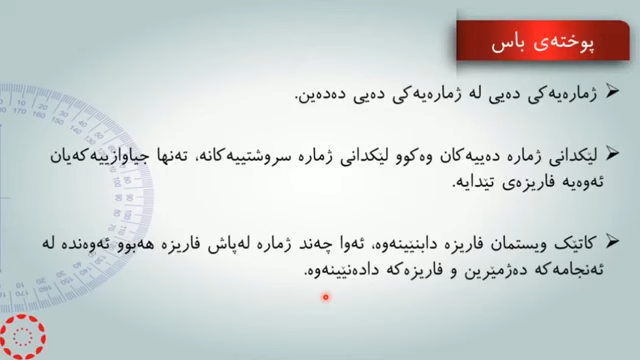 پوختەی باس
ژمارەیەکی دەیی لە ژمارەیەکی دەیی دەدەین.
لێکدانی ژمارە دەییەکان وەکوو لێکدانی ژمارە سروشتییەکانە، تەنها جیاوازییەکەیان
ئەوەیە فاریزەی تێدایە.
کاتێک ویستمان فاریزە دابنێینەوە، ئەوا چەند ژمارە لەپاش فاریزە هەبوو ئەوەندە لە
ئەنجامەکە دەژمێرین و فاریزەکە دادەنێینەوە.